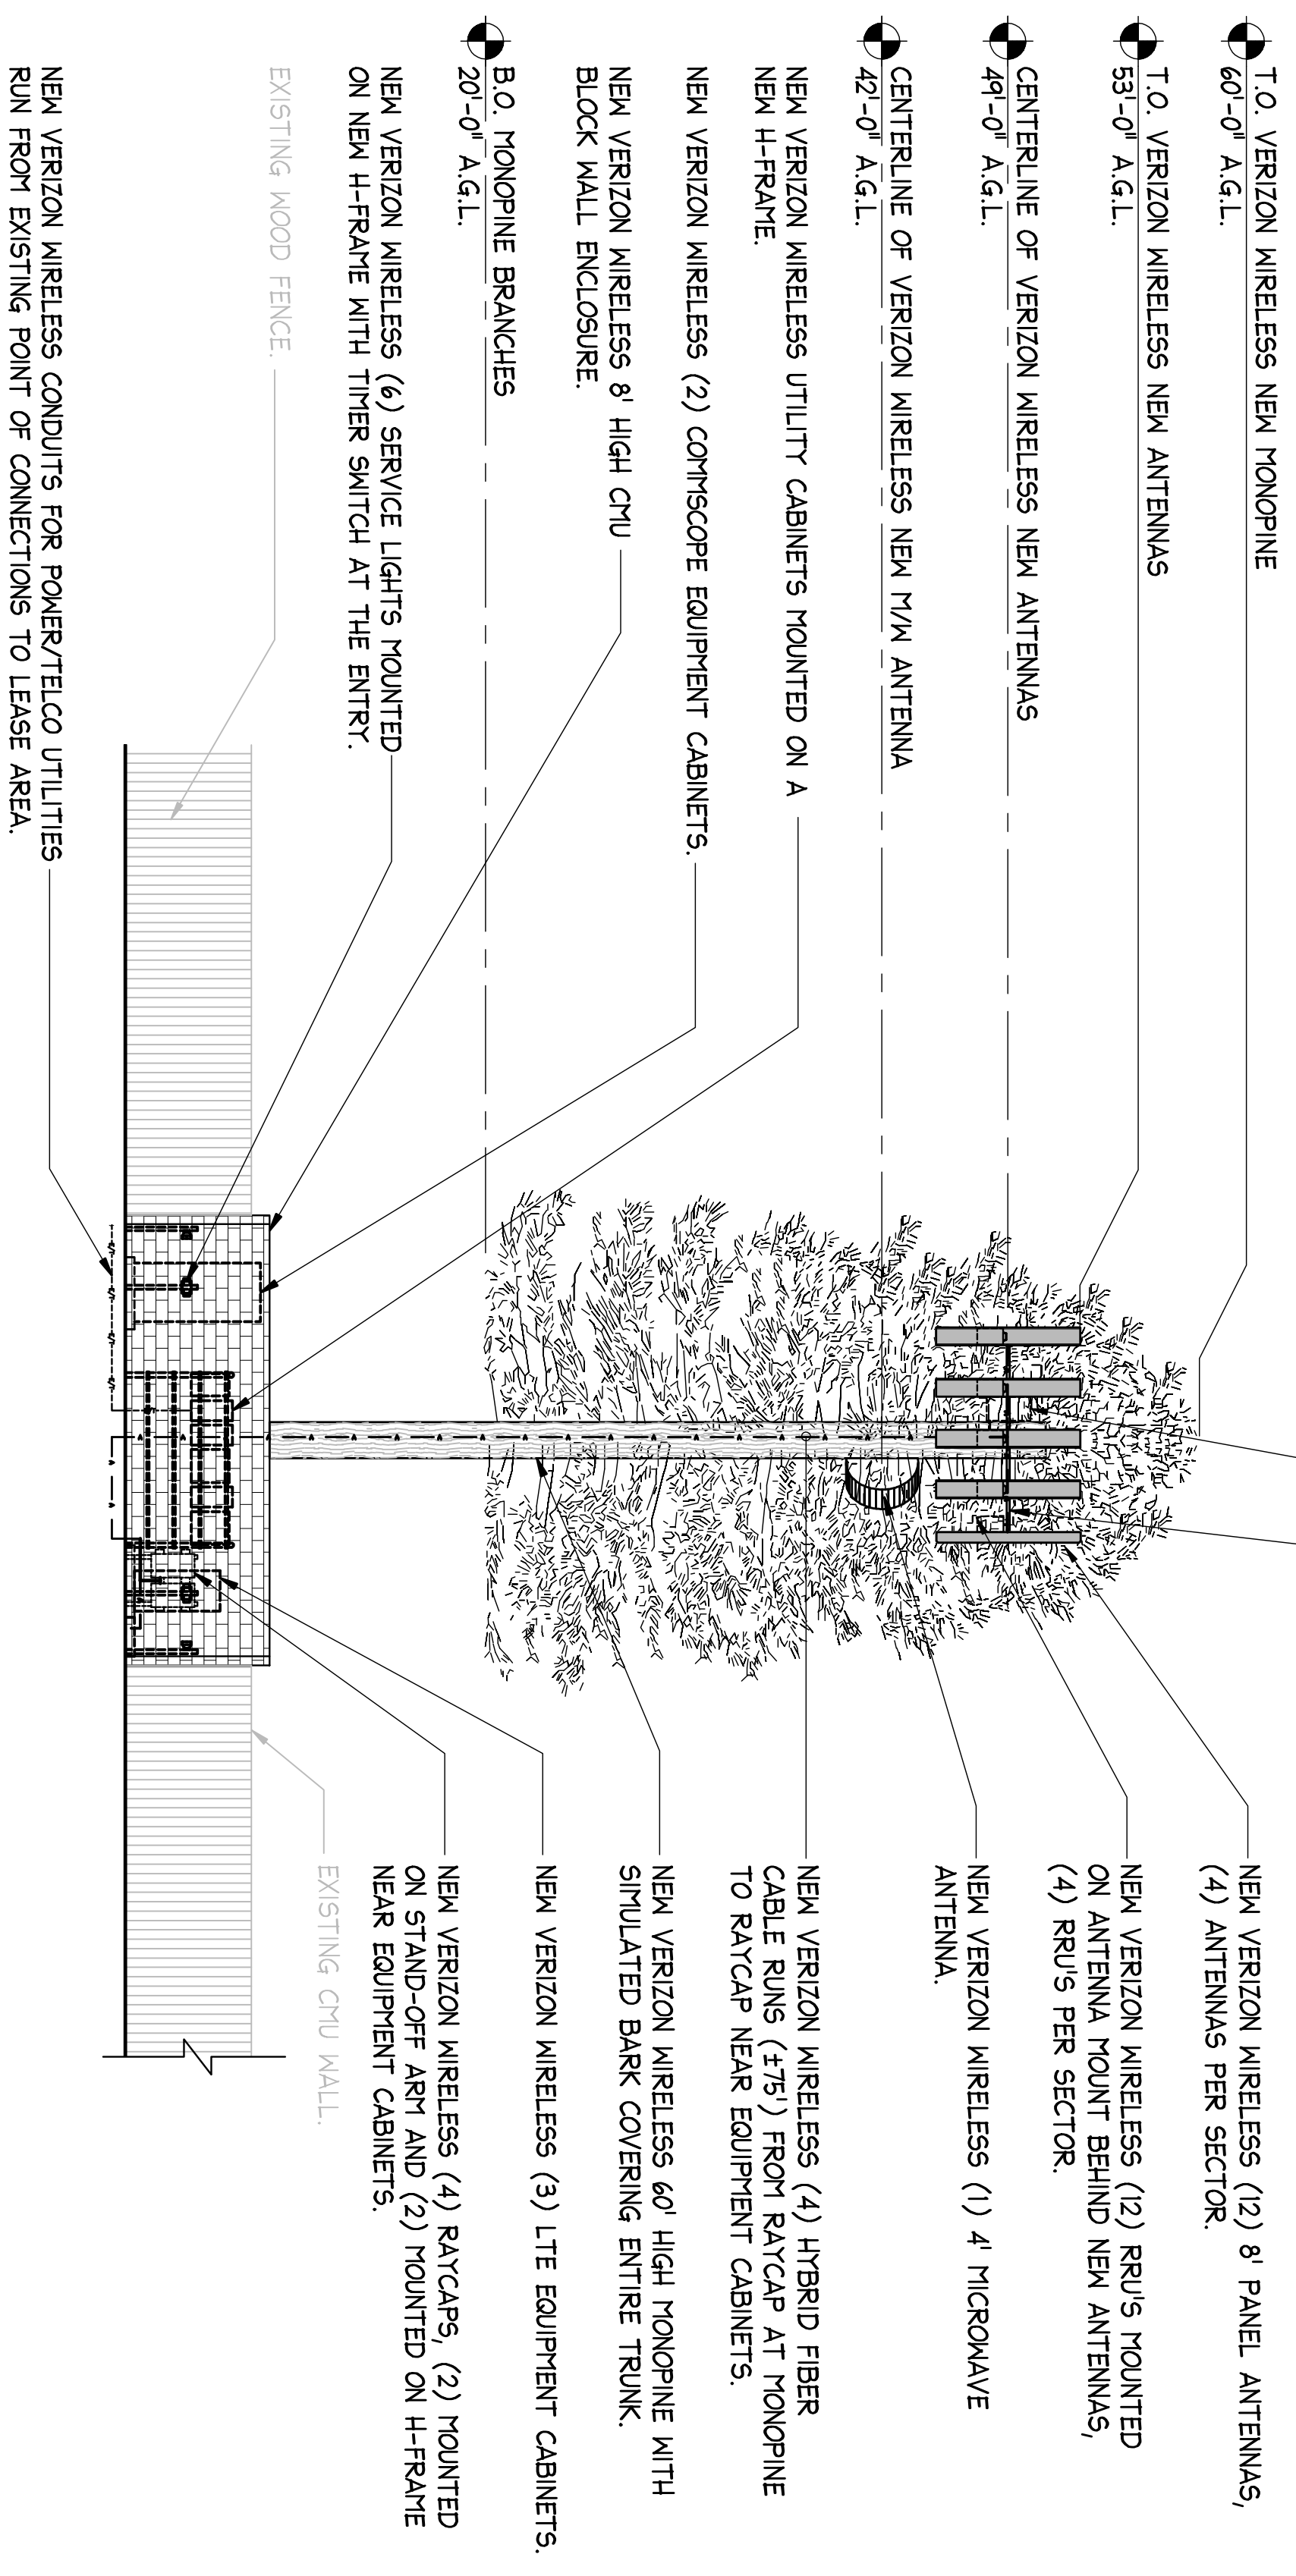 T.O. VERIZON WIRELESS NEW MONOPINE
60'-0" A.G.L.
T.O. VERIZON WIRELESS NEW ANTENNAS
53'-0" A.G.L.
CENTERLINE OF VERIZON WIRELESS NEW ANTENNAS
49'-0" A.G.L.
CENTERLINE OF VERIZON WIRELESS NEW M/W ANTENNA
42'-0" A.G.L.
NEW VERIZON WIRELESS UTILITY CABINETS MOUNTED ON A
NEW H-FRAME.
NEW VERIZON WIRELESS (2) COMMSCOPE EQUIPMENT CABINETS.
NEW VERIZON WIRELESS 8' HIGH CMU
BLOCK WALL ENCLOSURE.
B.O. MONOPINE BRANCHES
20'-0" A.G.L.
NEW VERIZON WIRELESS (6) SERVICE LIGHTS MOUNTED
ON NEW H-FRAME WITH TIMER SWITCH AT THE ENTRY.
EXISTING WOOD FENCE.
NEW VERIZON WIRELESS CONDUITS FOR POWER/TELCO UTILITIES
RUN FROM EXISTING POINT OF CONNECTIONS TO LEASE AREA.
NEW VERIZON WIRELESS (12) 8' PANEL ANTENNAS,
(4) ANTENNAS PER SECTOR.
NEW VERIZON WIRELESS (12) RRU'S MOUNTED
ON ANTENNA MOUNT BEHIND NEW ANTENNAS,
(4) RRU'S PER SECTOR.
NEW VERIZON WIRELESS (1) 4' MICROWAVE
ANTENNA.
NEW VERIZON WIRELESS (4) HYBRID FIBER
CABLE RUNS (±75') FROM RAYCAP AT MONOPINE
TO RAYCAP NEAR EQUIPMENT CABINETS.
NEW VERIZON WIRELESS 60' HIGH MONOPINE WITH
SIMULATED BARK COVERING ENTIRE TRUNK.
NEW VERIZON WIRELESS (3) LTE EQUIPMENT CABINETS.
NEW VERIZON WIRELESS (4) RAYCAPS, (2) MOUNTED
ON STAND-OFF ARM AND (2) MOUNTED ON H-FRAME
NEAR EQUIPMENT CABINETS.
EXISTING CMU WALL.